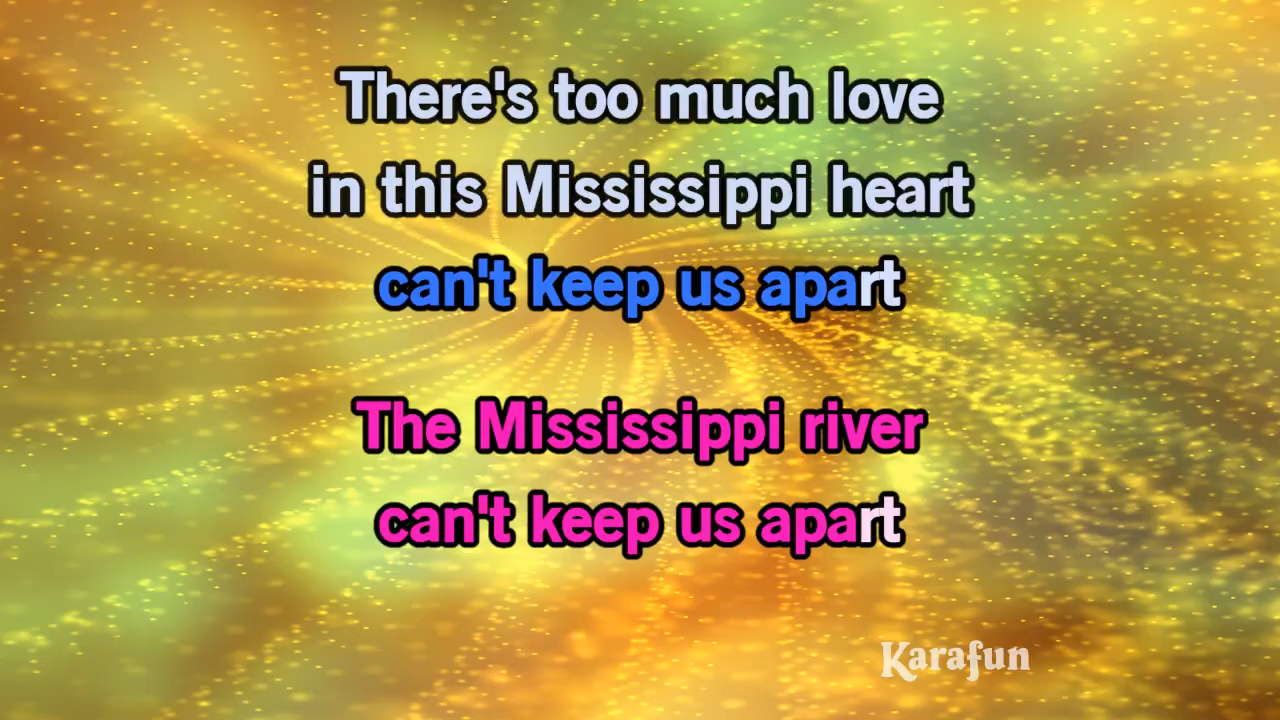 There's too much love
in this Mississippi heart
can't keep us apart
The Mississippi river
can't keep us apart
Karafun